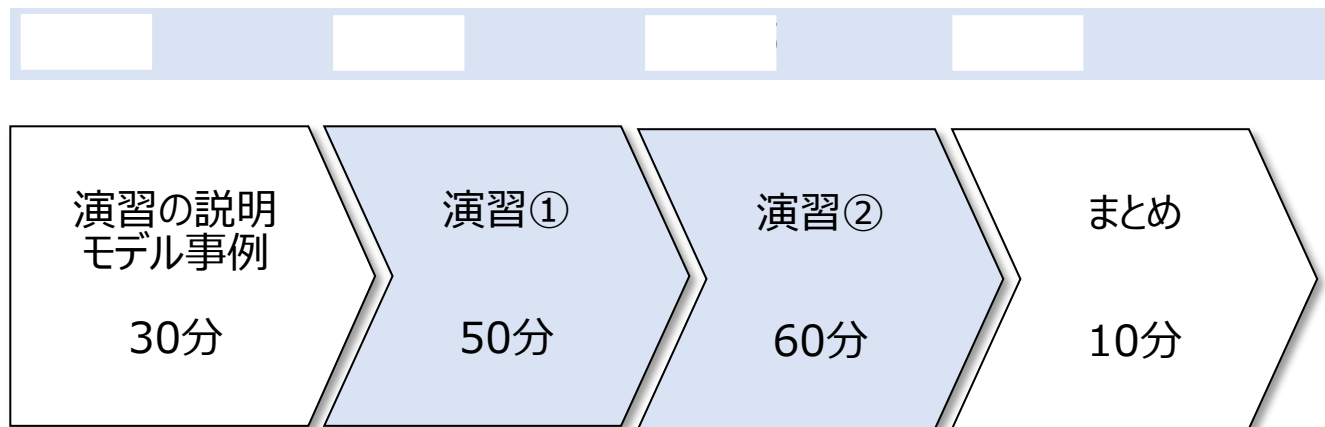 演習の説明
モデル事例
30分
演習①
50分
演習②
60分
まとめ
10分